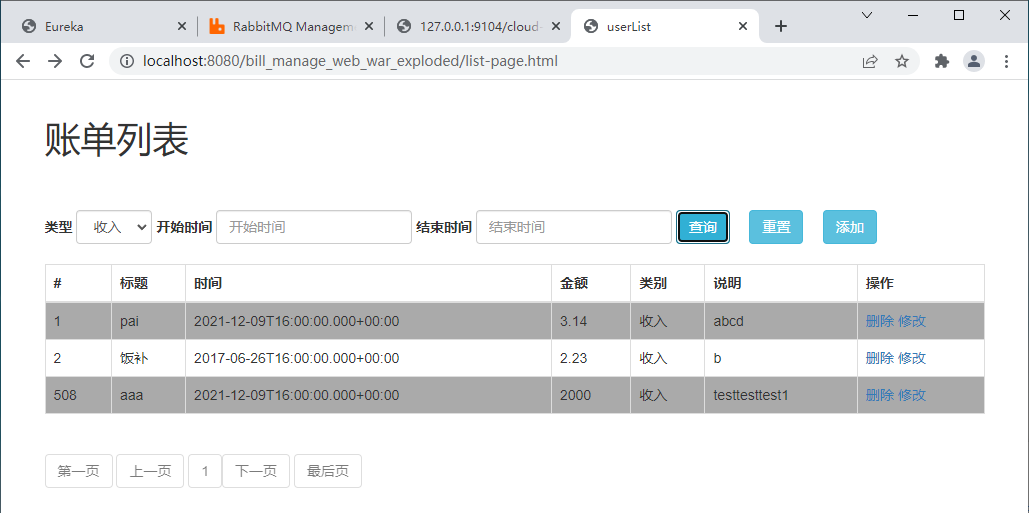 Eureka RabbitMQ Managem 127.0.0.1:9104/cloud- userList
localhost:8080/bill_manage_web_war_exploded/list-page.html
账单列表
类型 收入 开始时间 开始时间 结束时间 结束时间 查询 重置 添加
# 标题 时间 金额 类别 说明 操作
1 pai 2021-12-09T16:00:00.000+00:00 3.14 收入 abcd 删除 修改
2 饭补 2017-06-26T16:00:00.000+00:00 2.23 收入 b 删除 修改
508 aaa 2021-12-09T16:00:00.000+00:00 2000 收入 testtesttest1 删除 修改
第一页 上一页 1 下一页 最后页